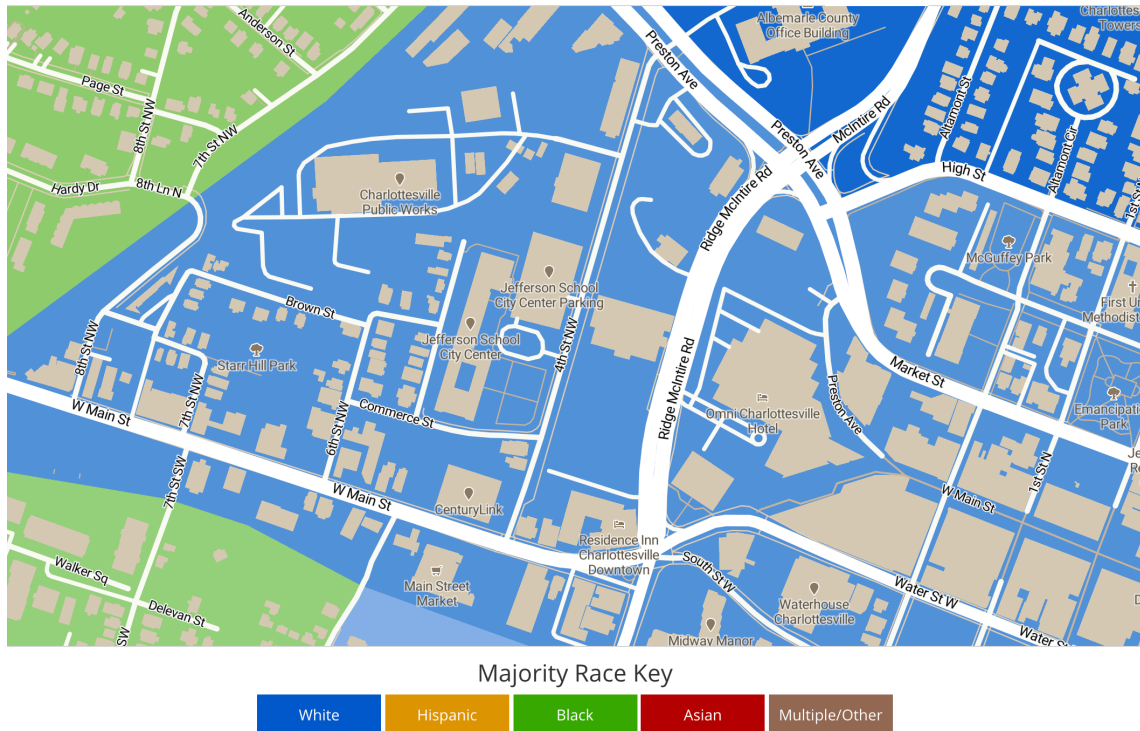 Anderson St
Page St
8th St NW
7th St NW
Hardy Dr
8th Ln N
Charlottesville
Public Works
Preston Ave
Albemarle County
Office Building
Charlottes
Towers
Preston Ave
McIntire Rd
Altamont St
Altamont Cir
High St
1st St
Ridge McIntire Rd
McGuffey Park
First Un
Methodist
Jefferson School
City Center Parking
Jefferson School
City Center
Brown St
Starr Hill Park
8th St NW
7th St NW
4th St NW
Ridge McIntire Rd
Omni Charlottesville
Hotel
Preston Ave
Market St
Emancipati
Park
W Main St
6th St NW
Commerce St
7th St SW
W Main St
CenturyLink
W Main St
1st St N
Je
Re
Residence Inn
Charlottesville
Downtown
South St W
Water St W
Water St
Walker Sq
Delevan St
SW
Main Street
Market
Waterhouse
Charlottesville
Midway Manor
D
Majority Race Key
White
Hispanic
Black
Asian
Multiple/Other